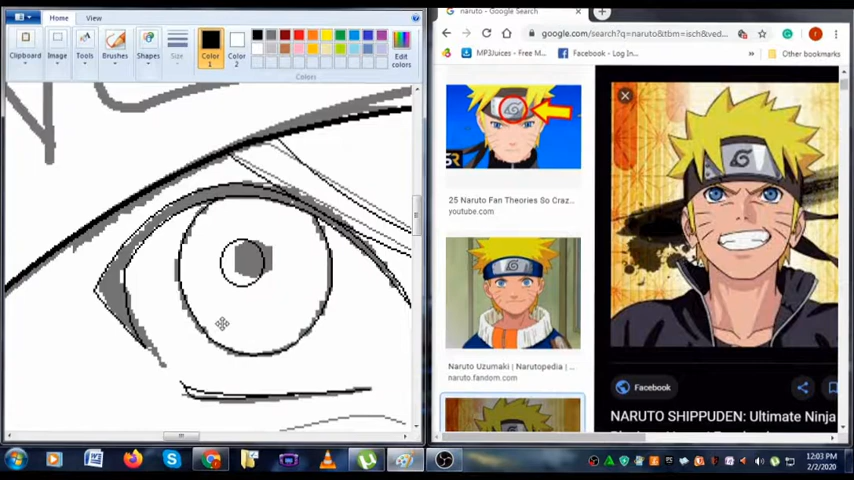 Home
View
Clipboard
Image
Tools
Brushes
Shapes
Size
Color
1
Color
2
Edit
colors
Colors
naruto - Google Search
google.com/search?q=naruto&tbm=isch&ved...
MP3Juices - Free M...
Facebook - Log In...
»
Other bookmarks
25 Naruto Fan Theories So Craz...
youtube.com
Naruto Uzumaki | Narutopedia | ...
naruto.fandom.com
Facebook
NARUTO SHIPPUDEN: Ultimate Ninja
12:03 PM
2/2/2020